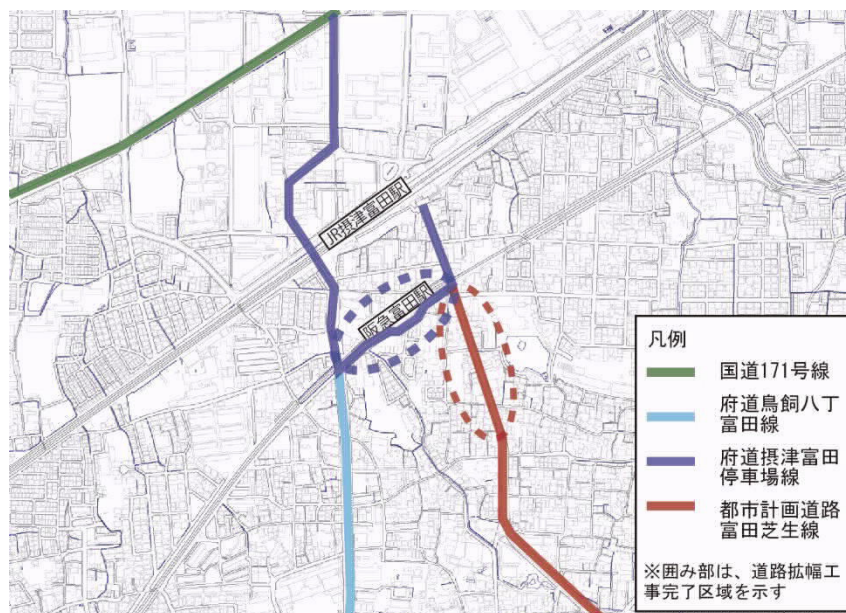 JR摂津富田駅
阪急富田駅
凡例
国道171号線
府道鳥飼八丁
富田線
府道摂津富田
停車場線
都市計画道路
富田芝生線
※囲み部は、道路拡幅工
事完了区域を示す